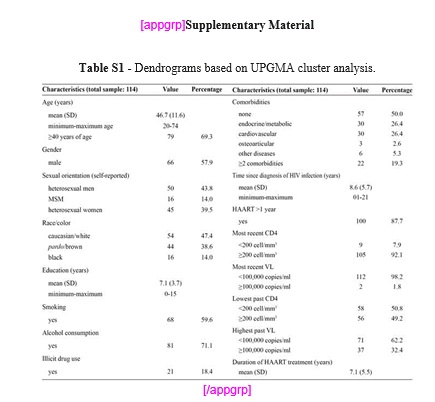 [appgrp]Supplementary Material
Table S1 - Dendrograms based on UPGMA cluster analysis.
Characteristics (total sample: 114) Value Percentage
Age (years)
mean (SD) 46.7 (11.6)
minimum-maximum age 20-74
≥40 years of age 79 69.3
Gender
male 66 57.9
Sexual orientation (self-reported)
heterosexual men 50 43.8
MSM 16 14.0
heterosexual women 45 39.5
Race/color
caucasian/white 54 47.4
pardo/brown 44 38.6
black 16 14.0
Education (years)
mean (SD) 7.1 (3.7)
minimum-maximum 0-15
Smoking
yes 68 59.6
Alcohol consumption
yes 81 71.1
Illicit drug use
yes 21 18.4
Characteristics (total sample: 114) Value Percentage
Comorbidities
none 57 50.0
endocrine/metabolic 30 26.4
cardiovascular 30 26.4
osteoarticular 3 2.6
other diseases 6 5.3
≥2 comorbidities 22 19.3
Time since diagnosis of HIV infection (years)
mean (SD) 8.6 (5.7)
minimum-maximum 01-21
HAART >1 year
yes 100 87.7
Most recent CD4
<200 cell/mm³ 9 7.9
≥200 cell/mm³ 105 92.1
Most recent VL
<100,000 copies/ml 112 98.2
≥100,000 copies/ml 2 1.8
Lowest past CD4
<200 cell/mm³ 58 50.8
≥200 cell/mm³ 56 49.2
Highest past VL
<100,000 copies/ml 71 62.2
≥100,000 copies/ml 37 32.4
Duration of HAART treatment (years)
mean (SD) 7.1 (5.5)
[/appgrp]